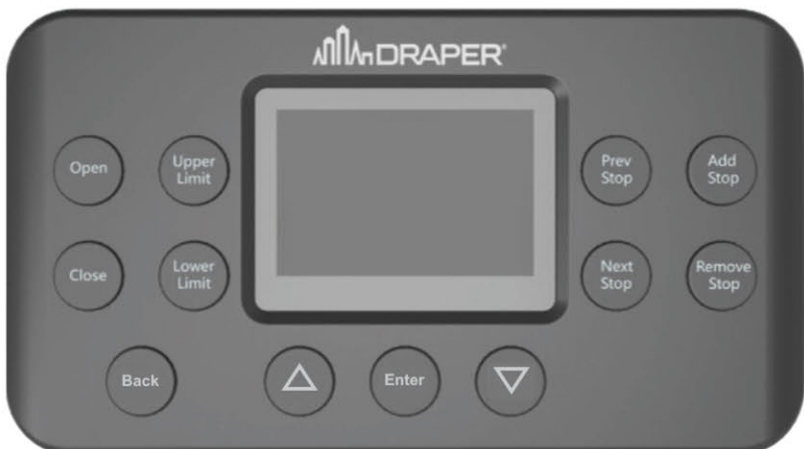 DRAPER®
Open
Upper
Limit
Prev
Stop
Add
Stop
Close
Lower
Limit
Next
Stop
Remove
Stop
Back
Enter